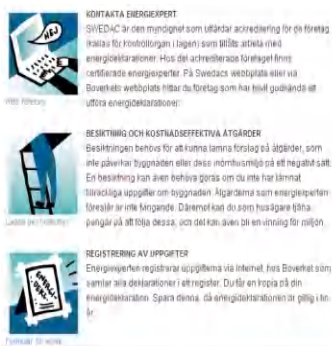 HEJ
KONTAKTA ENERGIEXPERT
SWEDAC är den myndighet som utfärdar ackreditering för de företag
(kallas för kontrollorgan i lagen) som tillåts arbeta med
energideklarationer. Hos det ackrediterade företaget finns
certifierade energiexperter. På Swedacs webbplats eller via
Boverkets webbplats hittar du företag som har blivit godkända att
utföra energideklarationer.
BESIKTNING OCH KOSTNADSEFFEKTIVA ÅTGÄRDER
Besiktningen behövs för att kunna lämna förslag på åtgärder, som
inte påverkar byggnaden eller dess inomhusmiljö på ett negativt sätt.
En besiktning kan även behöva göras om du inte har lämnat
tillräckliga uppgifter om byggnaden. Åtgärderna som energiexperten
föreslår är inte tvingande. Däremot kan du som husägare tjäna
pengar på att följa dessa, och det kan även bli en vinning för miljön.
REGISTRERING AV UPPGIFTER
Energiexperten registrerar uppgifterna via Internet, hos Boverket som
samlar alla deklarationer i ett register. Du får en kopia på din
energideklaration. Spara denna, då energideklarationen är giltig i tio
år.